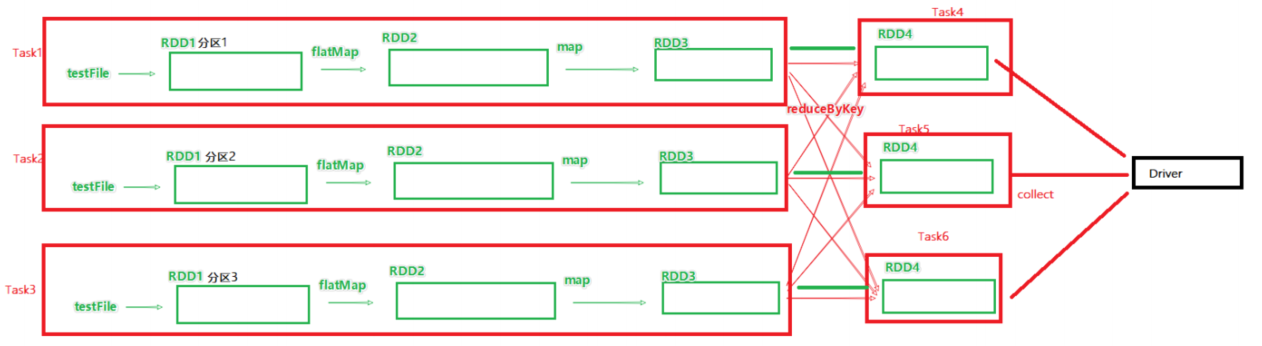 Task1
testFile
RDD1 分区1
flatMap
RDD2
map
RDD3
reduceByKey
Task4
RDD4
Task2
testFile
RDD1 分区2
flatMap
RDD2
map
RDD3
Task5
RDD4
collect
Driver
Task3
testFile
RDD1 分区3
flatMap
RDD2
map
RDD3
Task6
RDD4